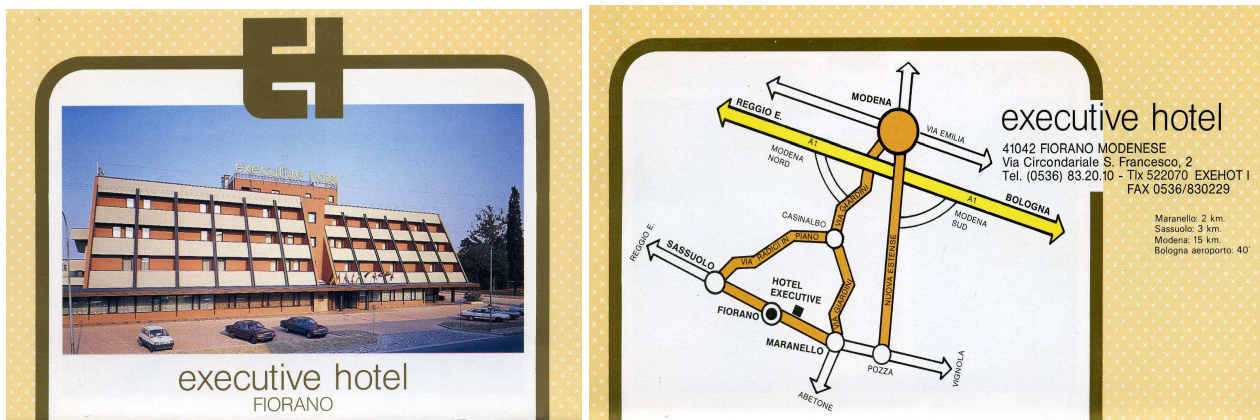 EH
executive hotel
executive hotel
FIORANO
MODENA
REGGIO E.
VIA EMILIA
A1
MODENA
NORD
A1
BOLOGNA
VIA GIARDINI
MODENA
SUD
CASINALBO
REGGIO E.
SASSUOLO
VIA RADICI IN PIANO
NUOVA ESTENSE
HOTEL
EXECUTIVE
FIORANO
VIA GIARDINI
MARANELLO
POZZA
VIGNOLA
ABETONE
executive hotel
41042 FIORANO MODENESE
Via Circondariale S. Francesco, 2
Tel. (0536) 83.20.10 - Tlx 522070 EXEHOT I
FAX 0536/830229
Maranello: 2 km.
Sassuolo: 3 km.
Modena: 15 km.
Bologna aeroporto: 40'